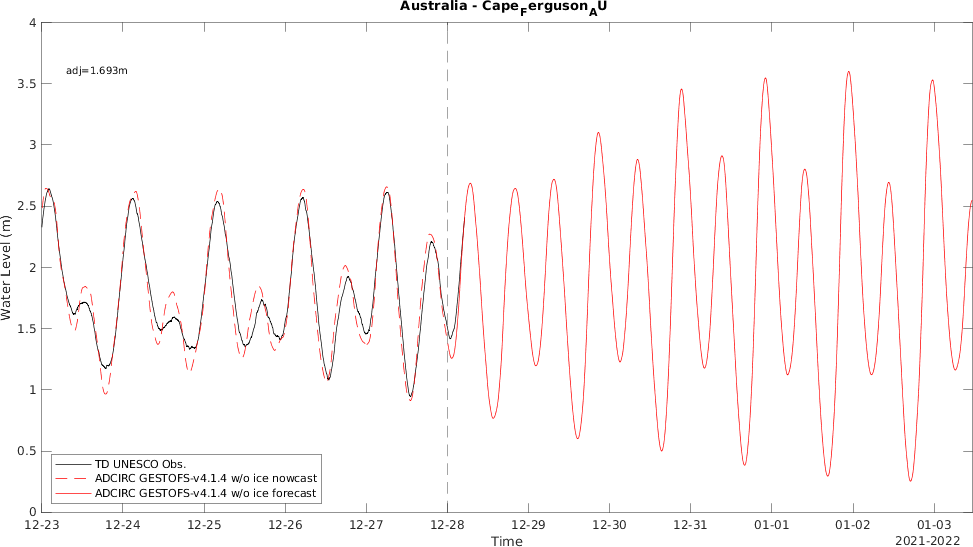 Australia - Cape_Ferguson_AU
4
adj=1.693m
3.5
3
2.5
2
1.5
1
0.5
0
Water Level (m)
TD UNESCO Obs.
ADCIRC GESTOFS-v4.1.4 w/o ice nowcast
ADCIRC GESTOFS-v4.1.4 w/o ice forecast
12-23 12-24 12-25 12-26 12-27 12-28 12-29 12-30 12-31 01-01 01-02 01-03
Time
2021-2022